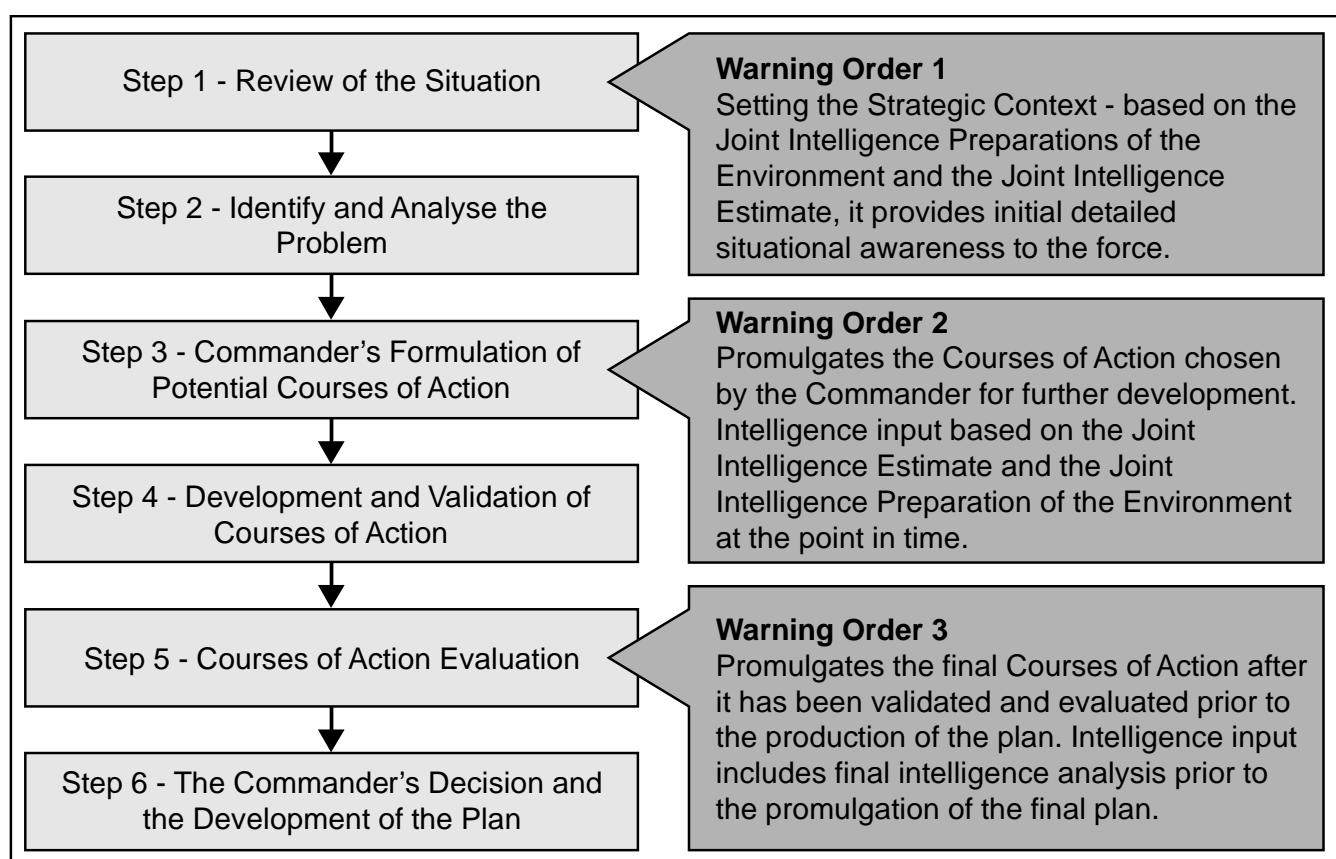 Step 1 - Review of the Situation
Warning Order 1
Setting the Strategic Context - based on the
Joint Intelligence Preparations of the
Environment and the Joint Intelligence
Estimate, it provides initial detailed
situational awareness to the force.
Step 2 - Identify and Analyse the
Problem
Step 3 - Commander's Formulation of
Potential Courses of Action
Warning Order 2
Promulgates the Courses of Action chosen
by the Commander for further development.
Intelligence input based on the Joint
Intelligence Estimate and the Joint
Intelligence Preparation of the Environment
at the point in time.
Step 4 - Development and Validation of
Courses of Action
Step 5 - Courses of Action Evaluation
Warning Order 3
Promulgates the final Courses of Action after
it has been validated and evaluated prior to
the production of the plan. Intelligence input
includes final intelligence analysis prior to
the promulgation of the final plan.
Step 6 - The Commander's Decision and
the Development of the Plan